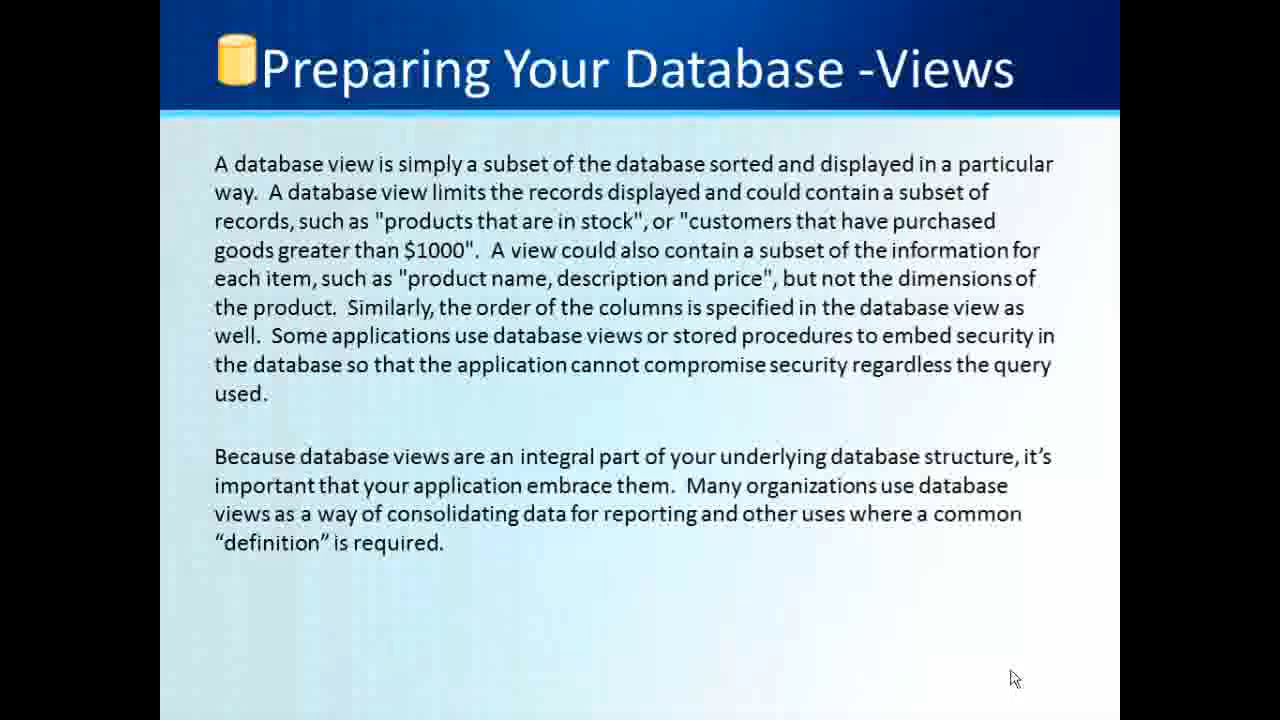 Preparing Your Database -Views
A database view is simply a subset of the database sorted and displayed in a particular
way.  A database view limits the records displayed and could contain a subset of
records, such as "products that are in stock", or "customers that have purchased
goods greater than $1000".  A view could also contain a subset of the information for
each item, such as "product name, description and price", but not the dimensions of
the product.  Similarly, the order of the columns is specified in the database view as
well.  Some applications use database views or stored procedures to embed security in
the database so that the application cannot compromise security regardless the query
used.
Because database views are an integral part of your underlying database structure, it’s
important that your application embrace them.  Many organizations use database
views as a way of consolidating data for reporting and other uses where a common
“definition” is required.